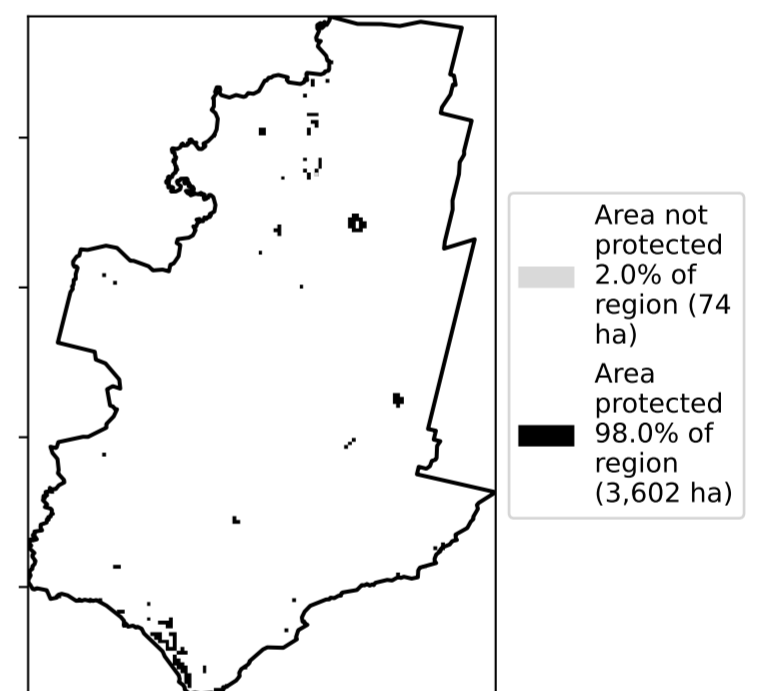 Area not
protected
2.0% of
region (74
ha)
Area
protected
98.0% of
region
(3,602 ha)